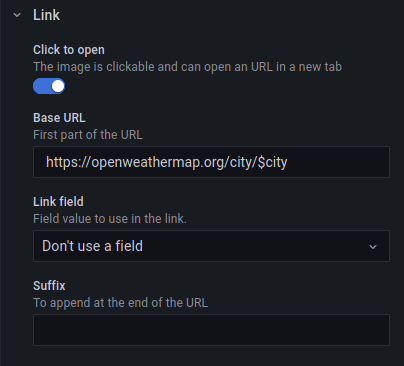 Link
Click to open
The image is clickable and can open an URL in a new tab
Base URL
First part of the URL
https://openweathermap.org/city/$city
Link field
Field value to use in the link.
Don't use a field
Suffix
To append at the end of the URL